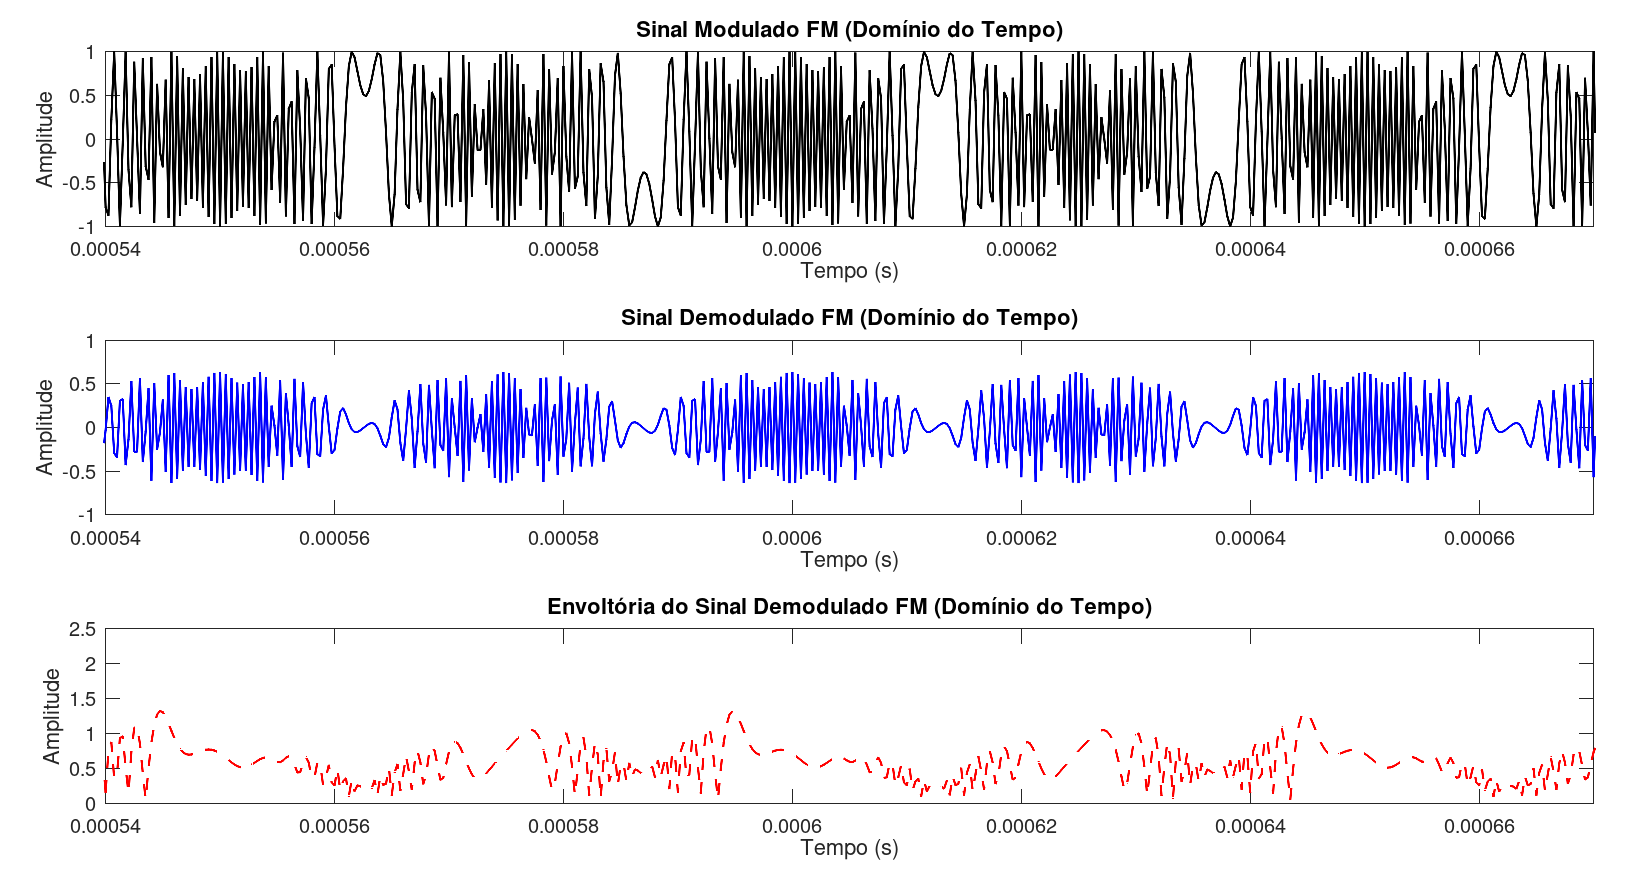 Sinal Modulado FM (Domínio do Tempo)
1
0.5
0
-0.5
-1
Amplitude
0.00054 0.00056 0.00058 0.0006 0.00062 0.00064 0.00066
Tempo (s)
Sinal Demodulado FM (Domínio do Tempo)
1
0.5
0
-0.5
-1
Amplitude
0.00054 0.00056 0.00058 0.0006 0.00062 0.00064 0.00066
Tempo (s)
Envoltória do Sinal Demodulado FM (Domínio do Tempo)
2.5
2
1.5
1
0.5
0
Amplitude
0.00054 0.00056 0.00058 0.0006 0.00062 0.00064 0.00066
Tempo (s)